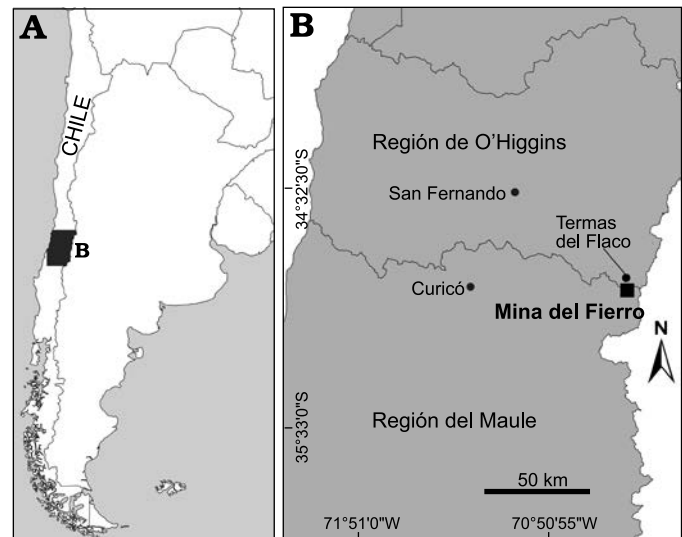 A
CHILE
B
B
Región de O'Higgins
San Fernando
Termas
del Flaco
Curicó
Mina del Fierro
N
Región del Maule
50 km
34°32'30"S
35°33'0"S
71°51'0"W
70°50'55"W